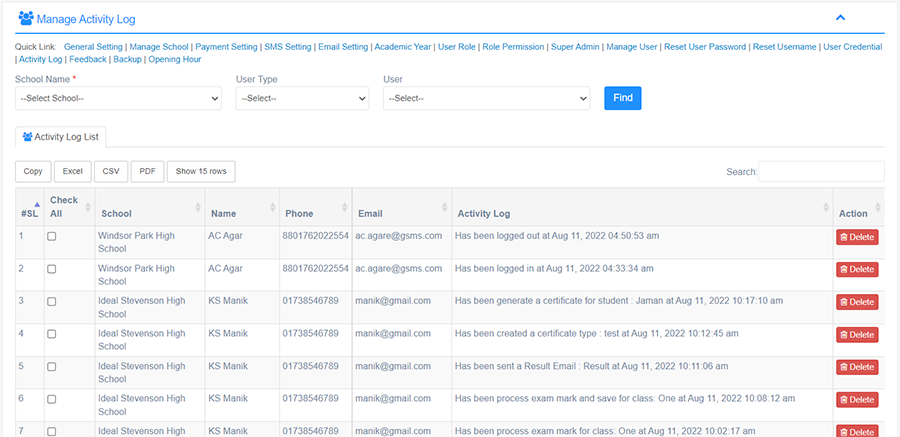 Manage Activity Log
Quick Link: General Setting | Manage School | Payment Setting | SMS Setting | Email Setting | Academic Year | User Role | Role Permission | Super Admin | Manage User | Reset User Password | Reset Username | User Credential
| Activity Log | Feedback | Backup | Opening Hour
School Name * User Type User
--Select School-- --Select-- --Select-- Find
Activity Log List
Copy Excel CSV PDF Show 15 rows Search:
#SL Check All School Name Phone Email Activity Log Action
1 Windsor Park High School AC Agar 8801762022554 ac.agare@gsms.com Has been logged out at Aug 11, 2022 04:50:53 am Delete
2 Windsor Park High School AC Agar 8801762022554 ac.agare@gsms.com Has been logged in at Aug 11, 2022 04:33:34 am Delete
3 Ideal Stevenson High School KS Manik 01738546789 manik@gmail.com Has been generate a certificate for student : Jaman at Aug 11, 2022 10:17:10 am Delete
4 Ideal Stevenson High School KS Manik 01738546789 manik@gmail.com Has been created a certificate type : test at Aug 11, 2022 10:12:45 am Delete
5 Ideal Stevenson High School KS Manik 01738546789 manik@gmail.com Has been sent a Result Email : Result at Aug 11, 2022 10:11:06 am Delete
6 Ideal Stevenson High School KS Manik 01738546789 manik@gmail.com Has been process exam mark and save for class: One at Aug 11, 2022 10:08:12 am Delete
7 Ideal Stevenson High KS Manik 01738546789 manik@gmail.com Has been process exam mark for class: One at Aug 11, 2022 10:02:17 am Delete